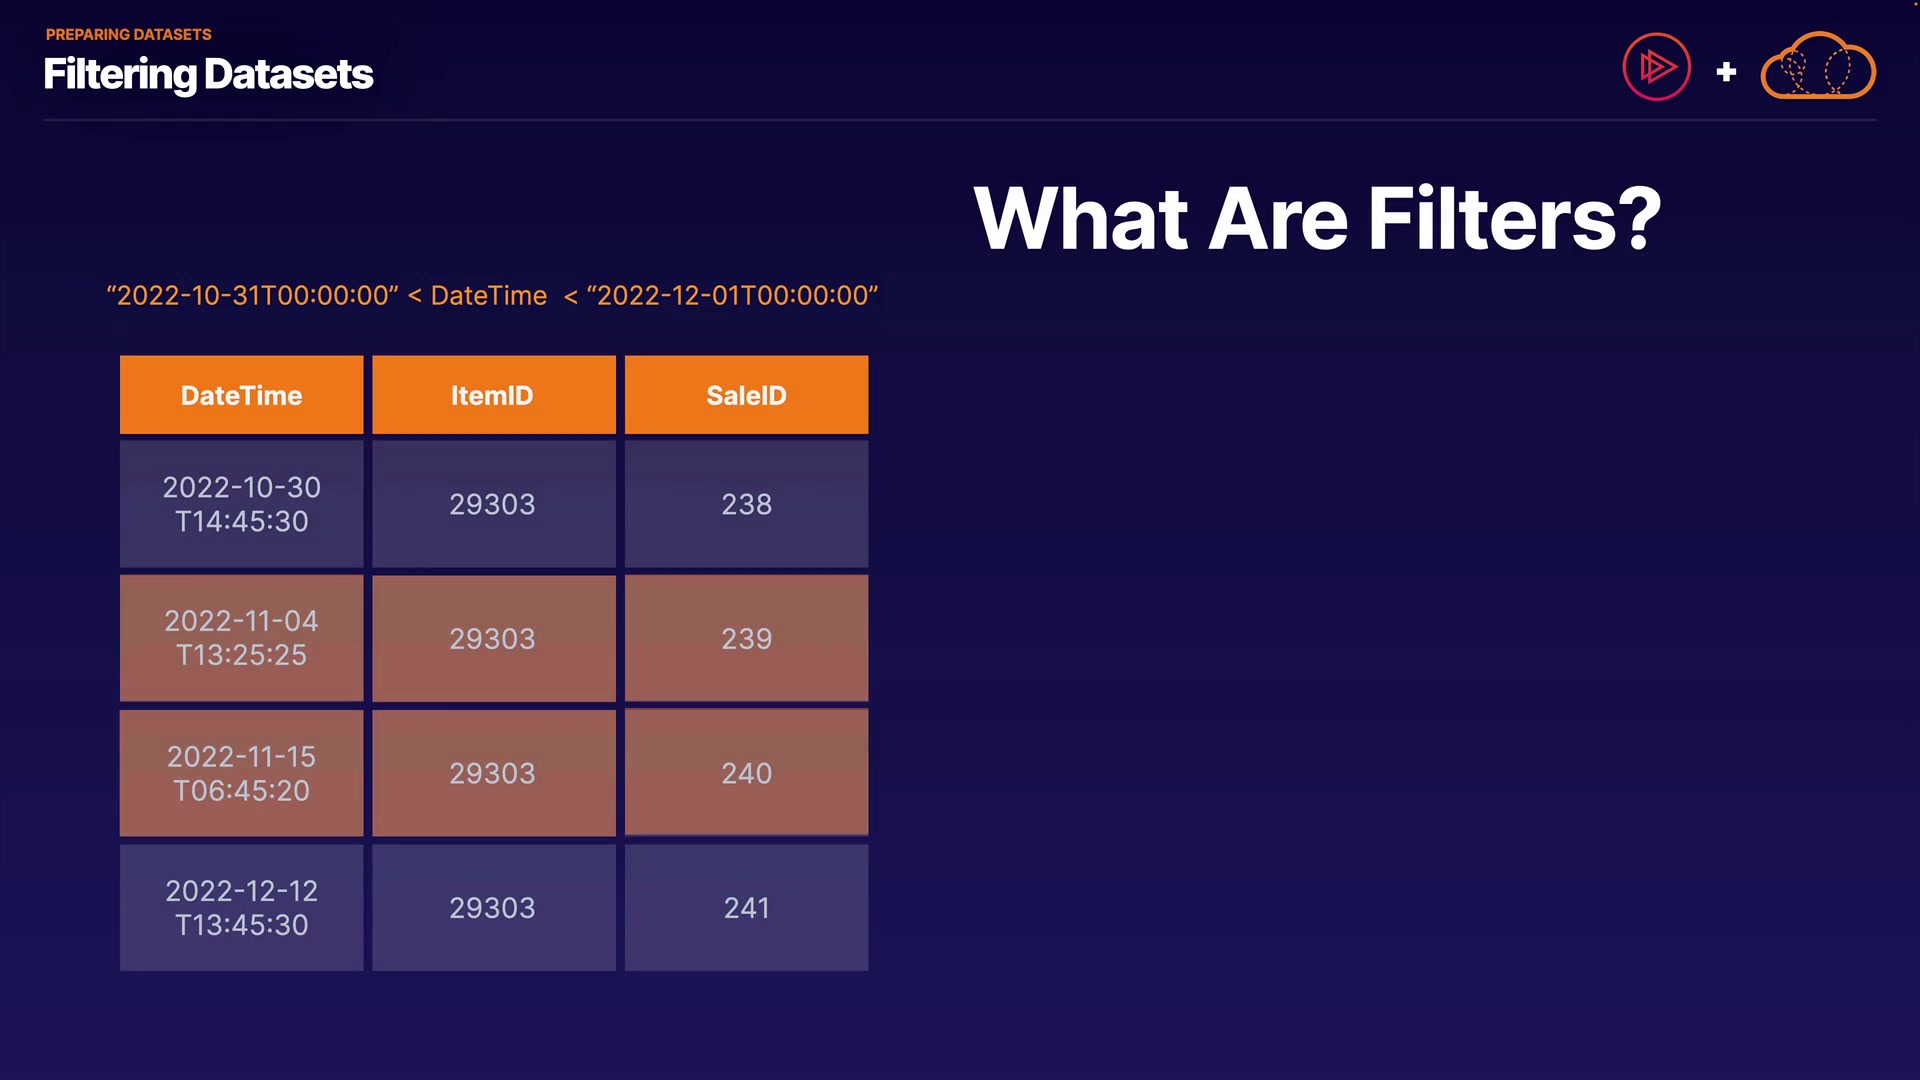 PREPARING DATASETS
Filtering Datasets
+
What Are Filters?
“2022-10-31T00:00:00” < DateTime < “2022-12-01T00:00:00”
DateTime ItemID SaleID
2022-10-30
T14:45:30 29303 238
2022-11-04
T13:25:25 29303 239
2022-11-15
T06:45:20 29303 240
2022-12-12
T13:45:30 29303 241